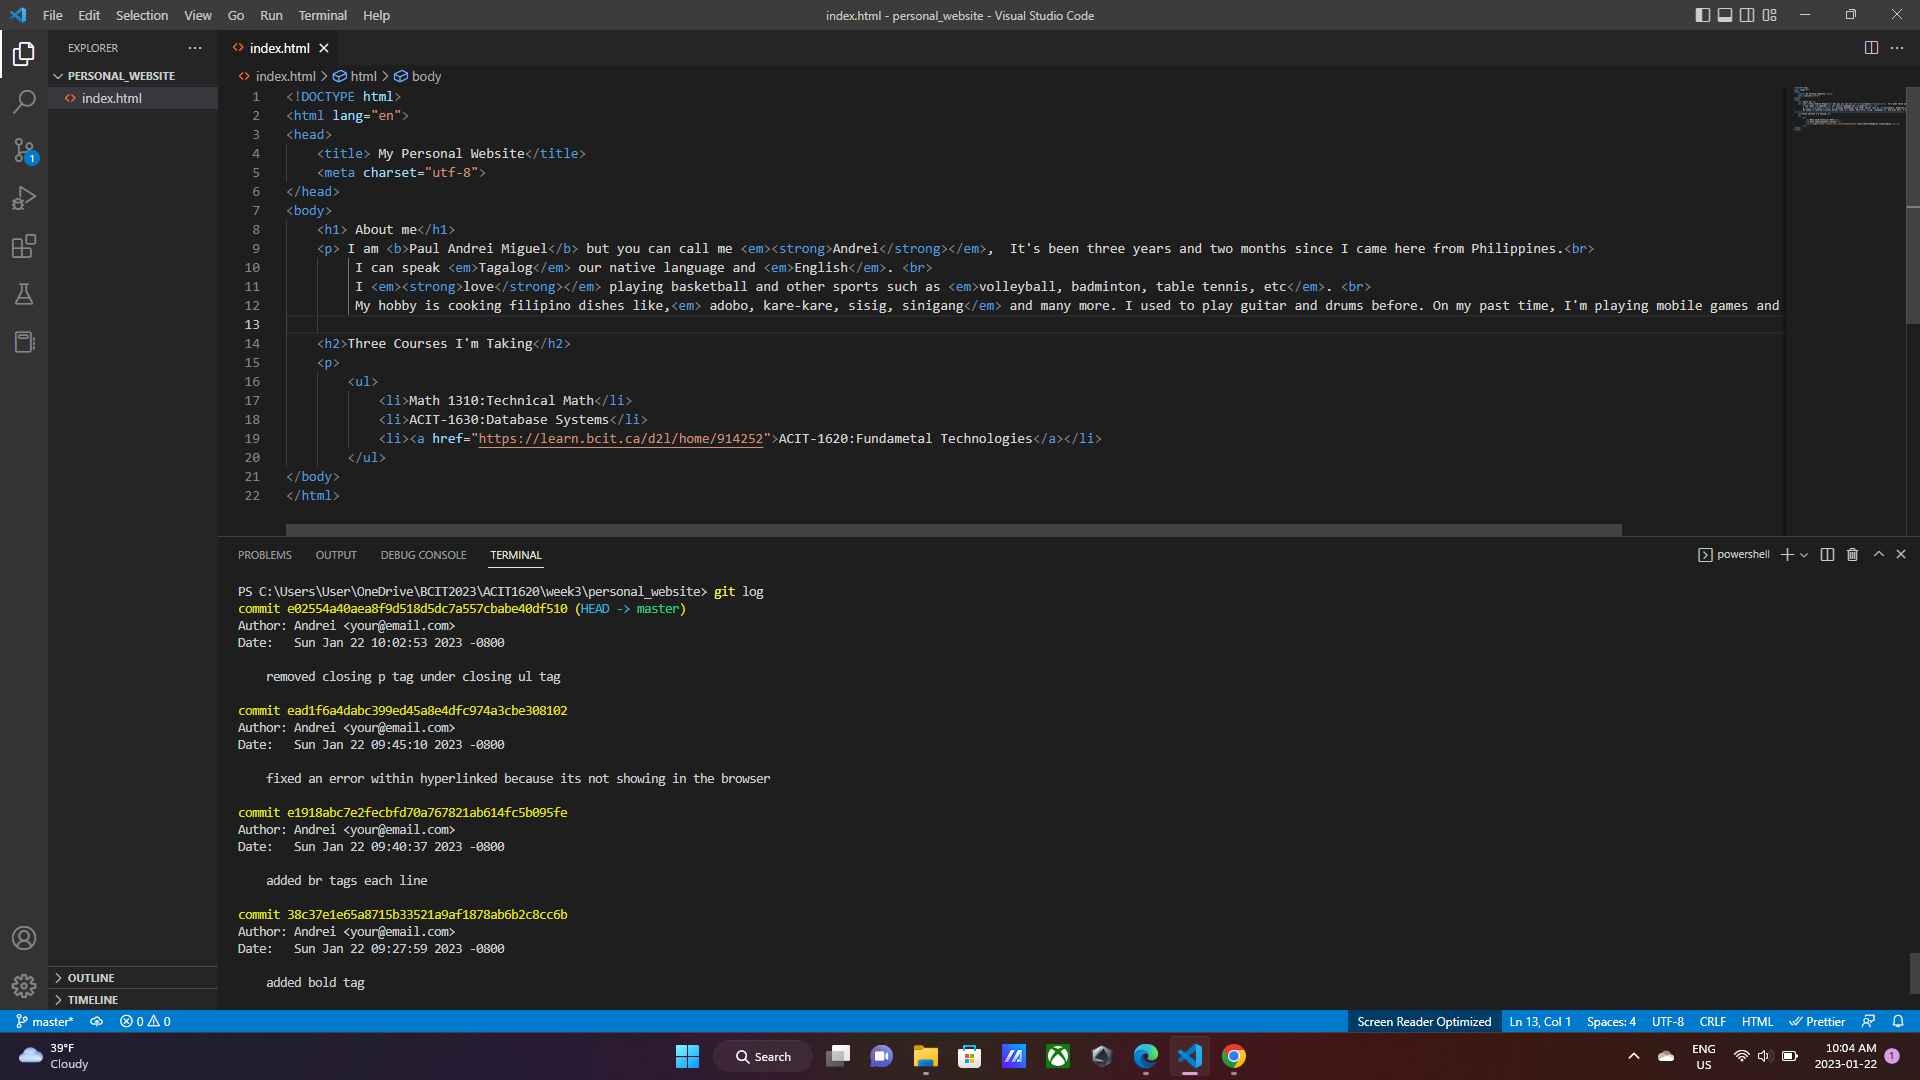 File Edit Selection View Go Run Terminal Help
index.html - personal_website - Visual Studio Code
EXPLORER
PERSONAL_WEBSITE
index.html
index.html
index.html > html > body
1 <!DOCTYPE html>
2 <html lang="en">
3 <head>
4 <title> My Personal Website</title>
5 <meta charset="utf-8">
6 </head>
7 <body>
8 <h1> About me</h1>
9 <p> I am <b>Paul Andrei Miguel</b> but you can call me <em><strong>Andrei</strong></em>,  It's been three years and two months since I came here from Philippines.<br>
10 I can speak <em>Tagalog</em> our native language and <em>English</em>. <br>
11 I <em><strong>love</strong></em> playing basketball and other sports such as <em>volleyball, badminton, table tennis, etc</em>. <br>
12 My hobby is cooking filipino dishes like,<em> adobo, kare-kare, sisig, sinigang</em> and many more. I used to play guitar and drums before. On my past time, I'm playing mobile games and
13
14 <h2>Three Courses I'm Taking</h2>
15 <p>
16 <ul>
17 <li>Math 1310:Technical Math</li>
18 <li>ACIT-1630:Database Systems</li>
19 <li><a href="https://learn.bcit.ca/d2l/home/914252">ACIT-1620:Fundametal Technologies</a></li>
20 </ul>
21 </body>
22 </html>
PROBLEMS OUTPUT DEBUG CONSOLE TERMINAL
powershell
PS C:\Users\User\OneDrive\BCIT2023\ACIT1620\week3\personal_website> git log
commit e02554a40aea8f9d518d5dc7a557cbabe40df510 (HEAD -> master)
Author: Andrei <your@email.com>
Date:   Sun Jan 22 10:02:53 2023 -0800
removed closing p tag under closing ul tag
commit ead1f6a4dabc399ed45a8e4dfc974a3cbe308102
Author: Andrei <your@email.com>
Date:   Sun Jan 22 09:45:10 2023 -0800
fixed an error within hyperlinked because its not showing in the browser
commit e1918abc7e2fecbfd70a767821ab614fc5b095fe
Author: Andrei <your@email.com>
Date:   Sun Jan 22 09:40:37 2023 -0800
added br tags each line
commit 38c37e1e65a8715b33521a9af1878ab6b2c8cc6b
Author: Andrei <your@email.com>
Date:   Sun Jan 22 09:27:59 2023 -0800
added bold tag
OUTLINE
TIMELINE
master* 0 0
Screen Reader Optimized Ln 13, Col 1 Spaces: 4 UTF-8 CRLF HTML Prettier
39°F
Cloudy
Search
ENG
US
10:04 AM
2023-01-22
1
1